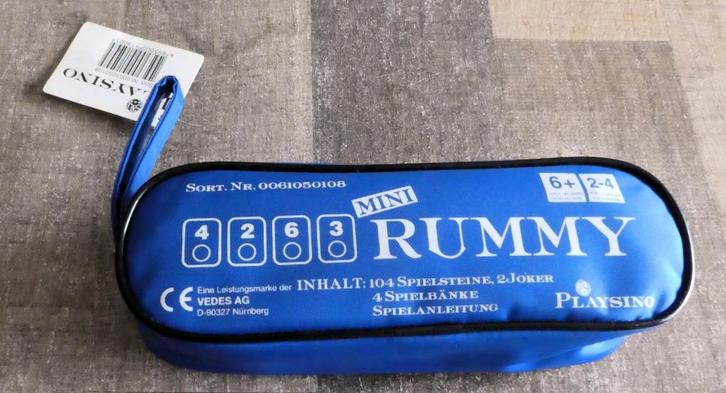 PLAYSINO
SORT. NR. 0061050108
6+
2-4
MINI
4 2 6 3
RUMMY
INHALT: 104 SPIELSTEINE, 2 JOKER
4 SPIELBÄNKE
SPIELANLEITUNG
CE
Eine Leistungsmarke der
VEDES AG
D-90327 Nürnberg
PLAYSINO